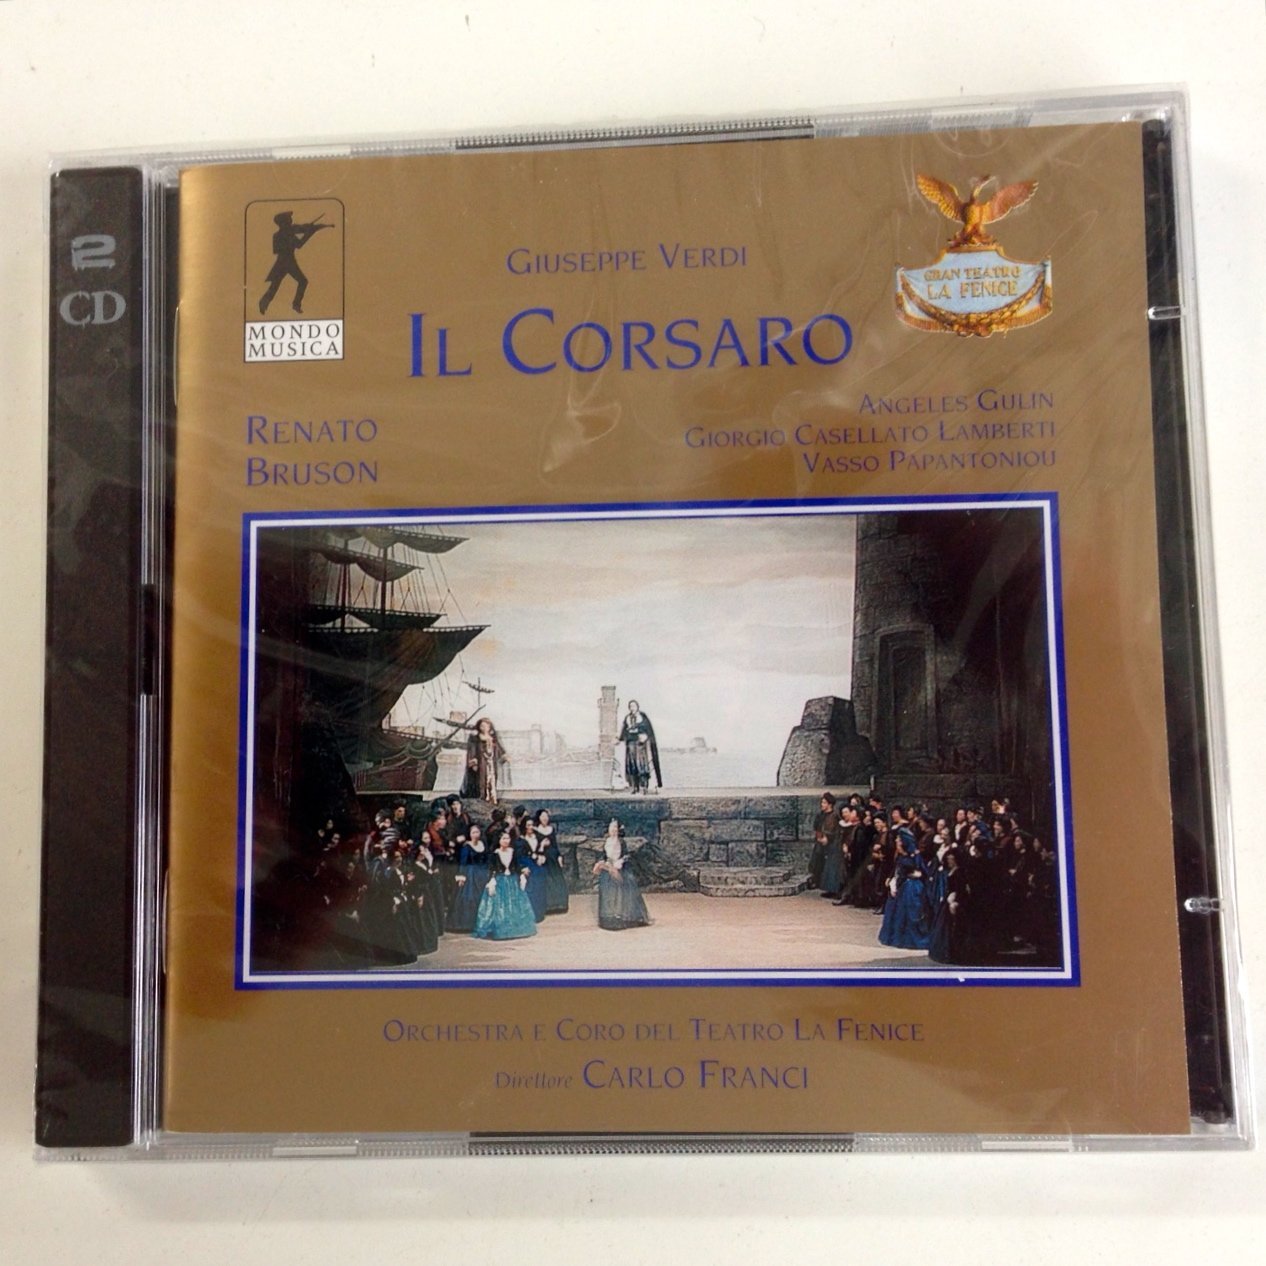 2
CD
MONDO
MUSICA
GIUSEPPE VERDI
IL CORSARO
GRAN TEATRO
LA FENICE
RENATO
BRUSON
ANGELES GULIN
GIORGIO CASELLATO LAMBERTI
VASSO PAPANTONIOU
ORCHESTRA E CORO DEL TEATRO LA FENICE
Direttore CARLO FRANCI